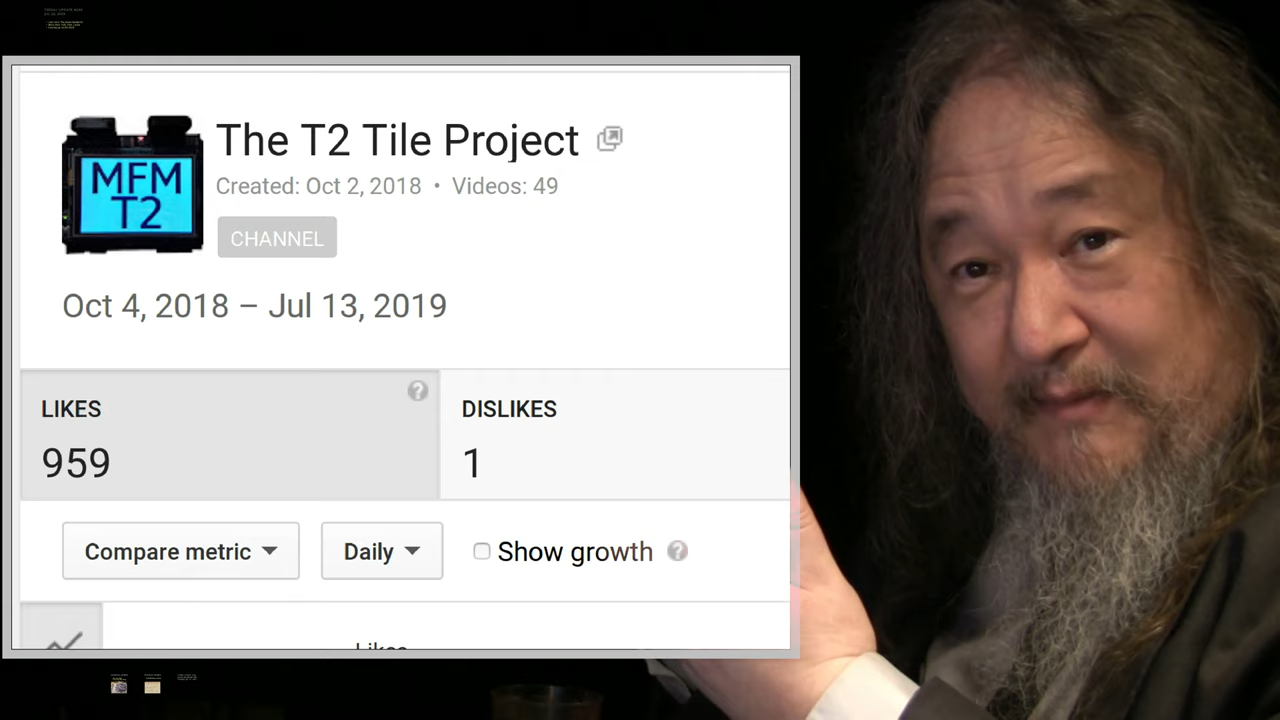 The T2 Tile Project
MFM
T2
Created: Oct 2, 2018 • Videos: 49
CHANNEL
Oct 4, 2018 – Jul 13, 2019
LIKES
DISLIKES
959
1
Compare metric
Daily
Show growth
Likes